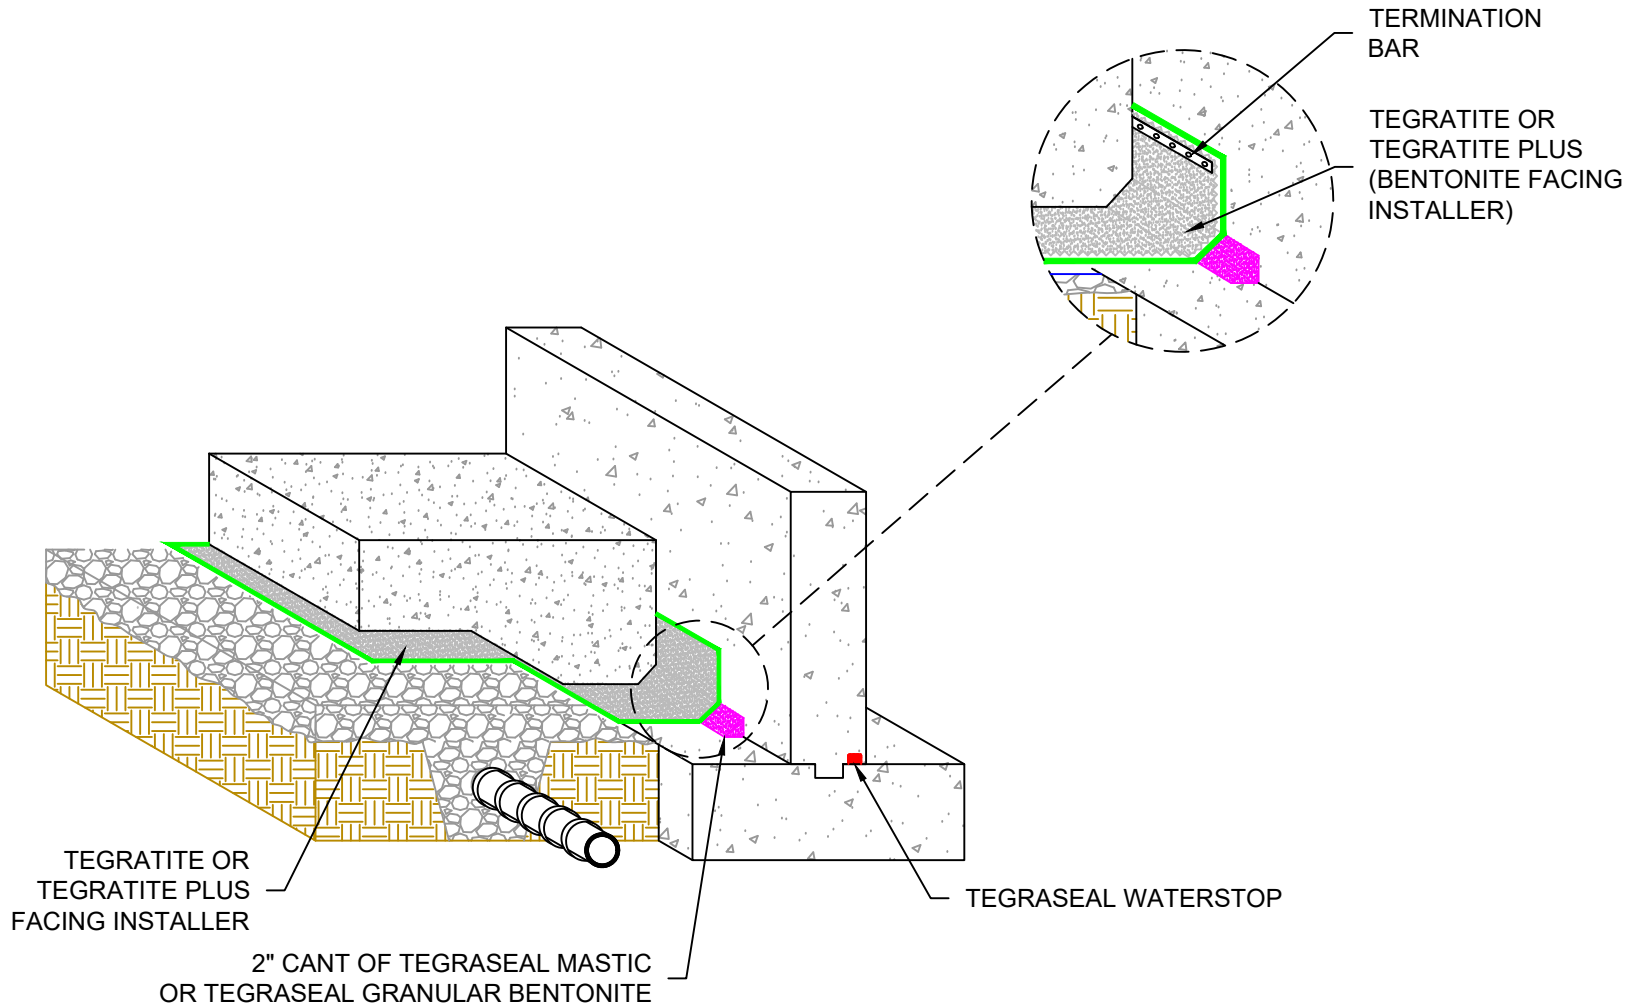 TERMINATION
BAR
TEGRATITE OR
TEGRATITE PLUS
(BENTONITE FACING
INSTALLER)
TEGRATITE OR
TEGRATITE PLUS
FACING INSTALLER
TEGRASEAL WATERSTOP
2" CANT OF TEGRASEAL MASTIC
OR TEGRASEAL GRANULAR BENTONITE